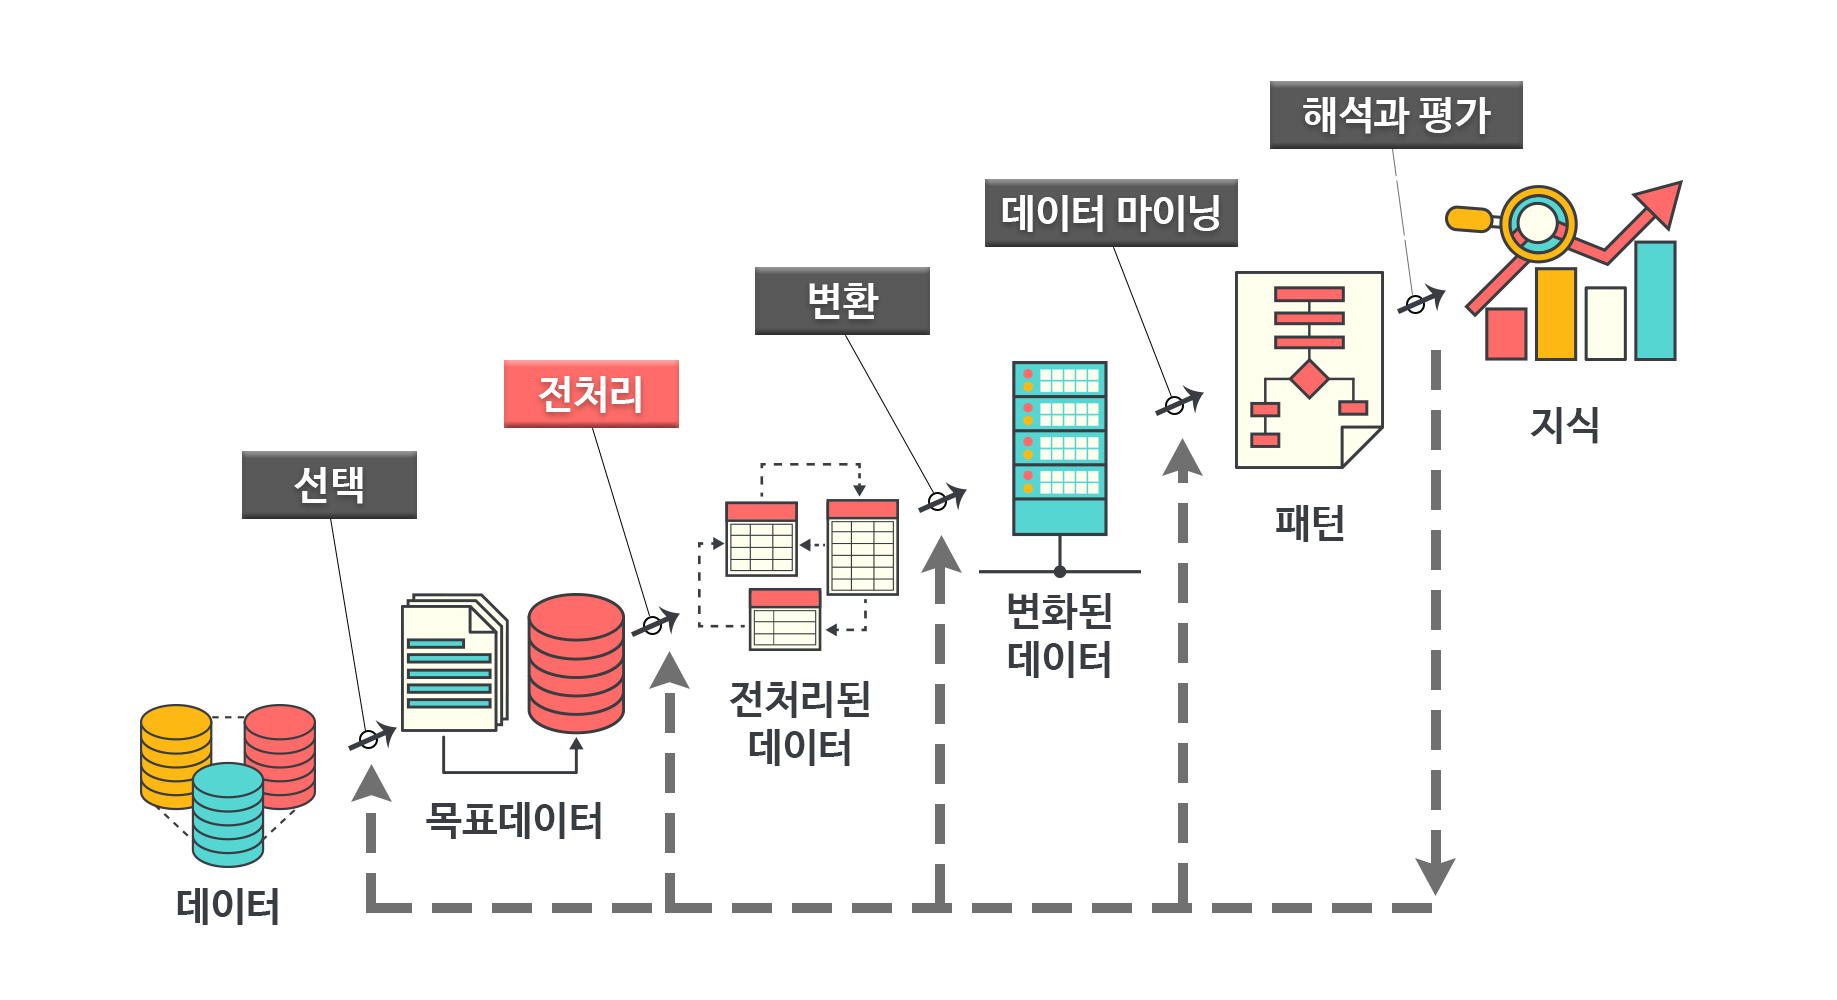 해석과 평가
데이터 마이닝
변환
전처리
선택
지식
패턴
변화된
데이터
전처리된
데이터
목표데이터
데이터